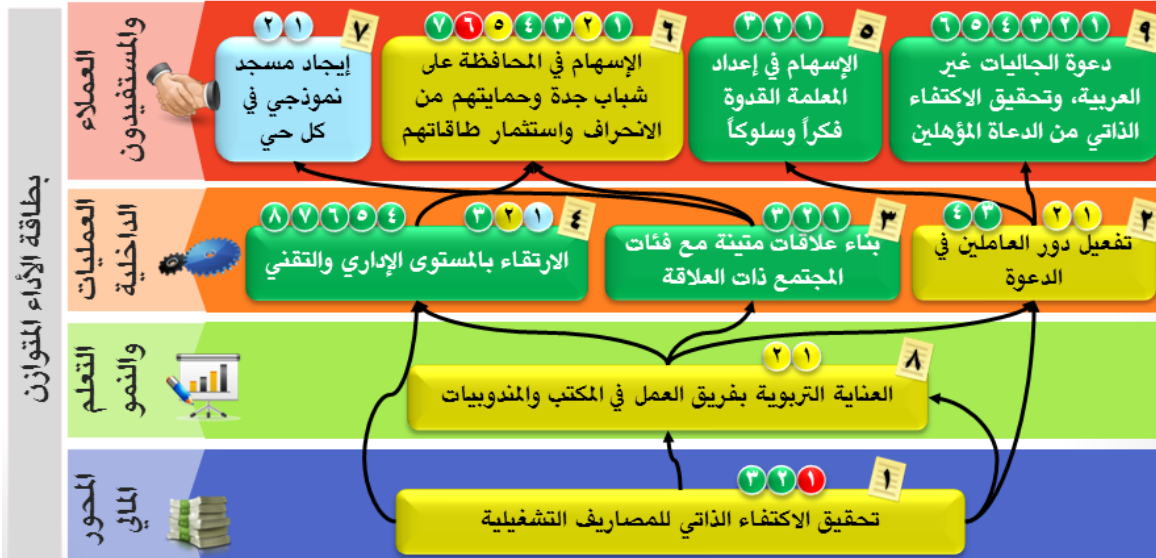 بطاقة الأداء المتوازن
العملاء
والمستفيدون
٩
١ ٢ ٣ ٤ ٥ ٦
دعوة الجاليات غير
العربية، وتحقيق الاكتفاء
الذاتي من الدعاة المؤهلين
٥
١ ٢ ٣
الإسهام في إعداد
المعلمة القدوة
فكراً وسلوكاً
٦
١ ٢ ٣ ٤ ٥ ٦ ٧
الإسهام في المحافظة على
شباب جدة وحمايتهم من
الانحراف واستثمار طاقاتهم
٧
١ ٢
إيجاد مسجد
نموذجي في
كل حي
العمليات
الداخلية
٢
١ ٢ ٣ ٤
تفعيل دور العاملين في
الدعوة
٣
١ ٢ ٣
بناء علاقات متينة مع فئات
المجتمع ذات العلاقة
٤
١ ٢ ٣ ٤ ٥ ٦ ٧ ٨
الارتقاء بالمستوى الإداري والتقني
التعلم
والنمو
٨
١ ٢
العناية التربوية بفريق العمل في المكتب والمندوبيات
المحور
المالي
١
١ ٢ ٣
تحقيق الاكتفاء الذاتي للمصاريف التشغيلية